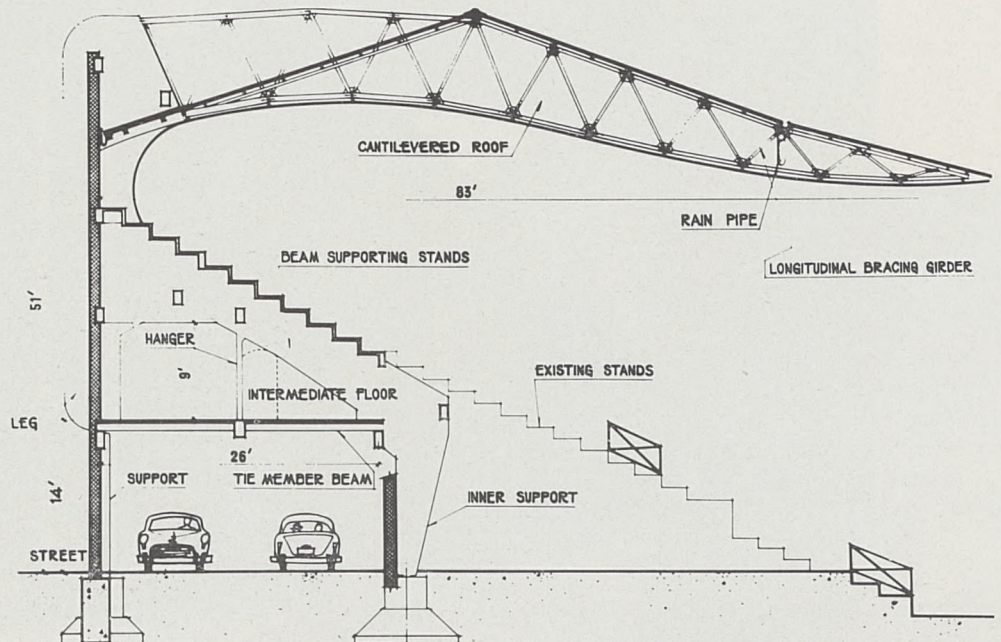 CANTILEVERED ROOF
83'
RAIN PIPE
BEAM SUPPORTING STANDS
LONGITUDINAL BRACING GIRDER
51'
HANGER
9'
EXISTING STANDS
INTERMEDIATE FLOOR
LEG
26'
SUPPORT
TIE MEMBER BEAM
14'
INNER SUPPORT
STREET